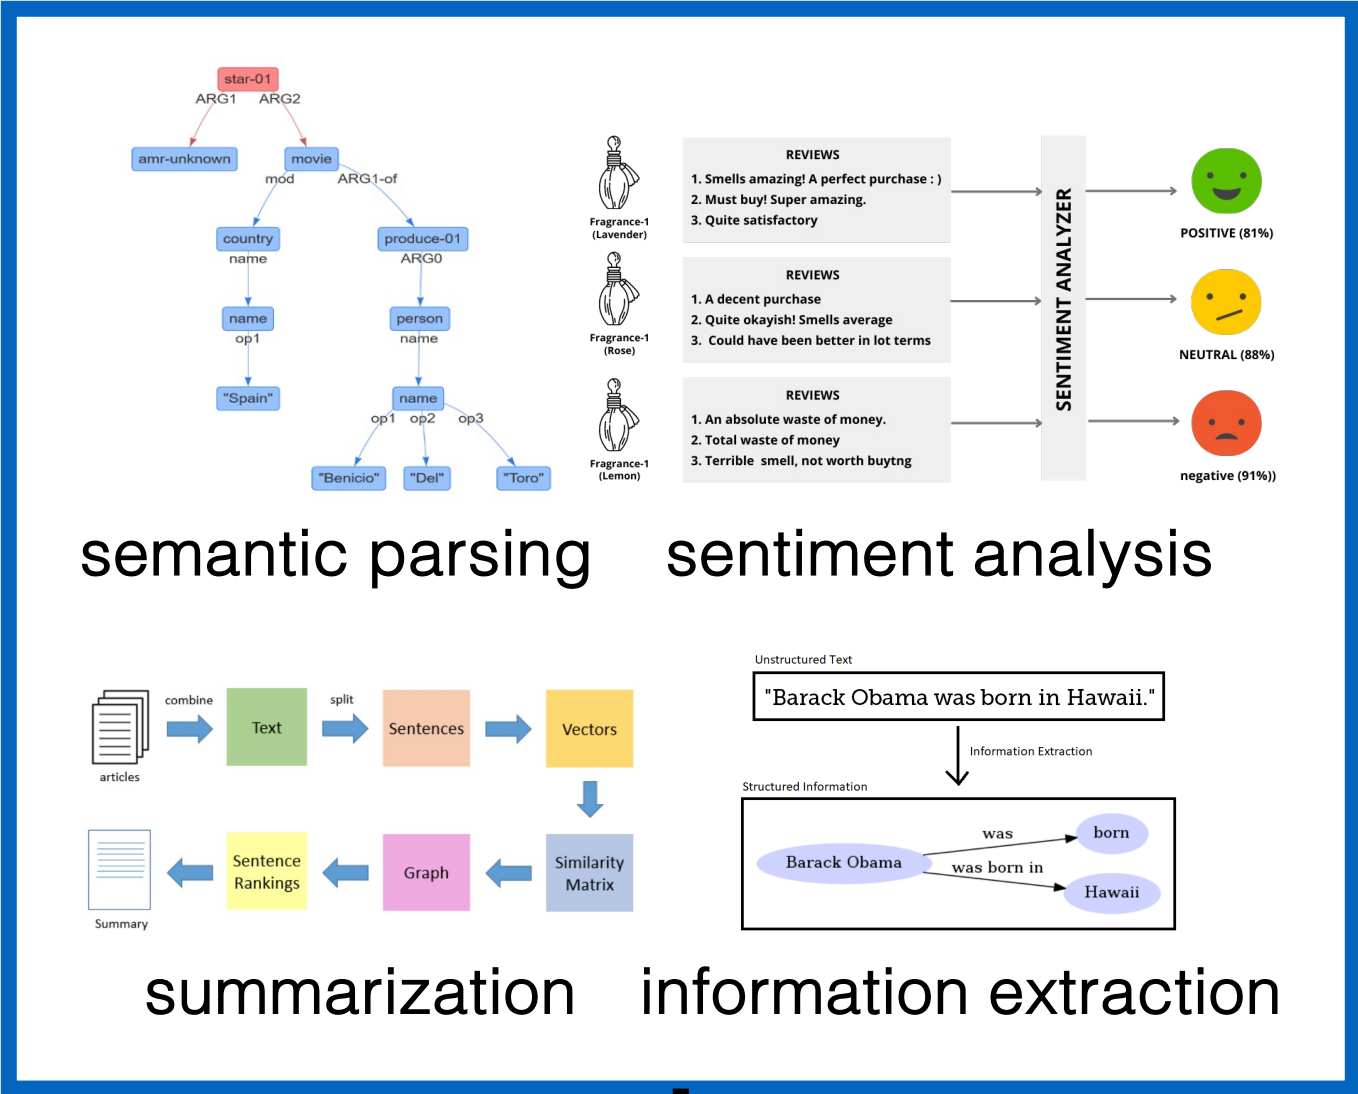 star-01
ARG1 ARG2
amr-unknown movie
mod ARG1-of
country produce-01
name ARG0
name person
op1 name
"Spain" name
op1 op2 op3
"Benicio" "Del" "Toro"
Fragrance-1
(Lavender)
REVIEWS
1. Smells amazing! A perfect purchase : )
2. Must buy! Super amazing.
3. Quite satisfactory
Fragrance-1
(Rose)
REVIEWS
1. A decent purchase
2. Quite okayish! Smells average
3. Could have been better in lot terms
Fragrance-1
(Lemon)
REVIEWS
1. An absolute waste of money.
2. Total waste of money
3. Terrible smell, not worth buytng
SENTIMENT ANALYZER
POSITIVE (81%)
NEUTRAL (88%)
negative (91%))
semantic parsing
sentiment analysis
articles
combine
Text
split
Sentences
Vectors
Similarity
Matrix
Graph
Sentence
Rankings
Summary
Unstructured Text
"Barack Obama was born in Hawaii."
Information Extraction
Structured Information
Barack Obama
was
born
was born in
Hawaii
summarization
information extraction